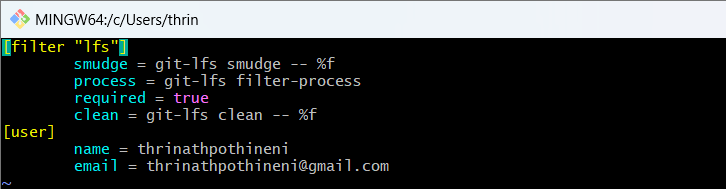 MINGW64:/c/Users/thrin
[filter "lfs"]
smudge = git-lfs smudge -- %f
process = git-lfs filter-process
required = true
clean = git-lfs clean -- %f
[user]
name = thrinathpothineni
email = thrinathpothineni@gmail.com
~